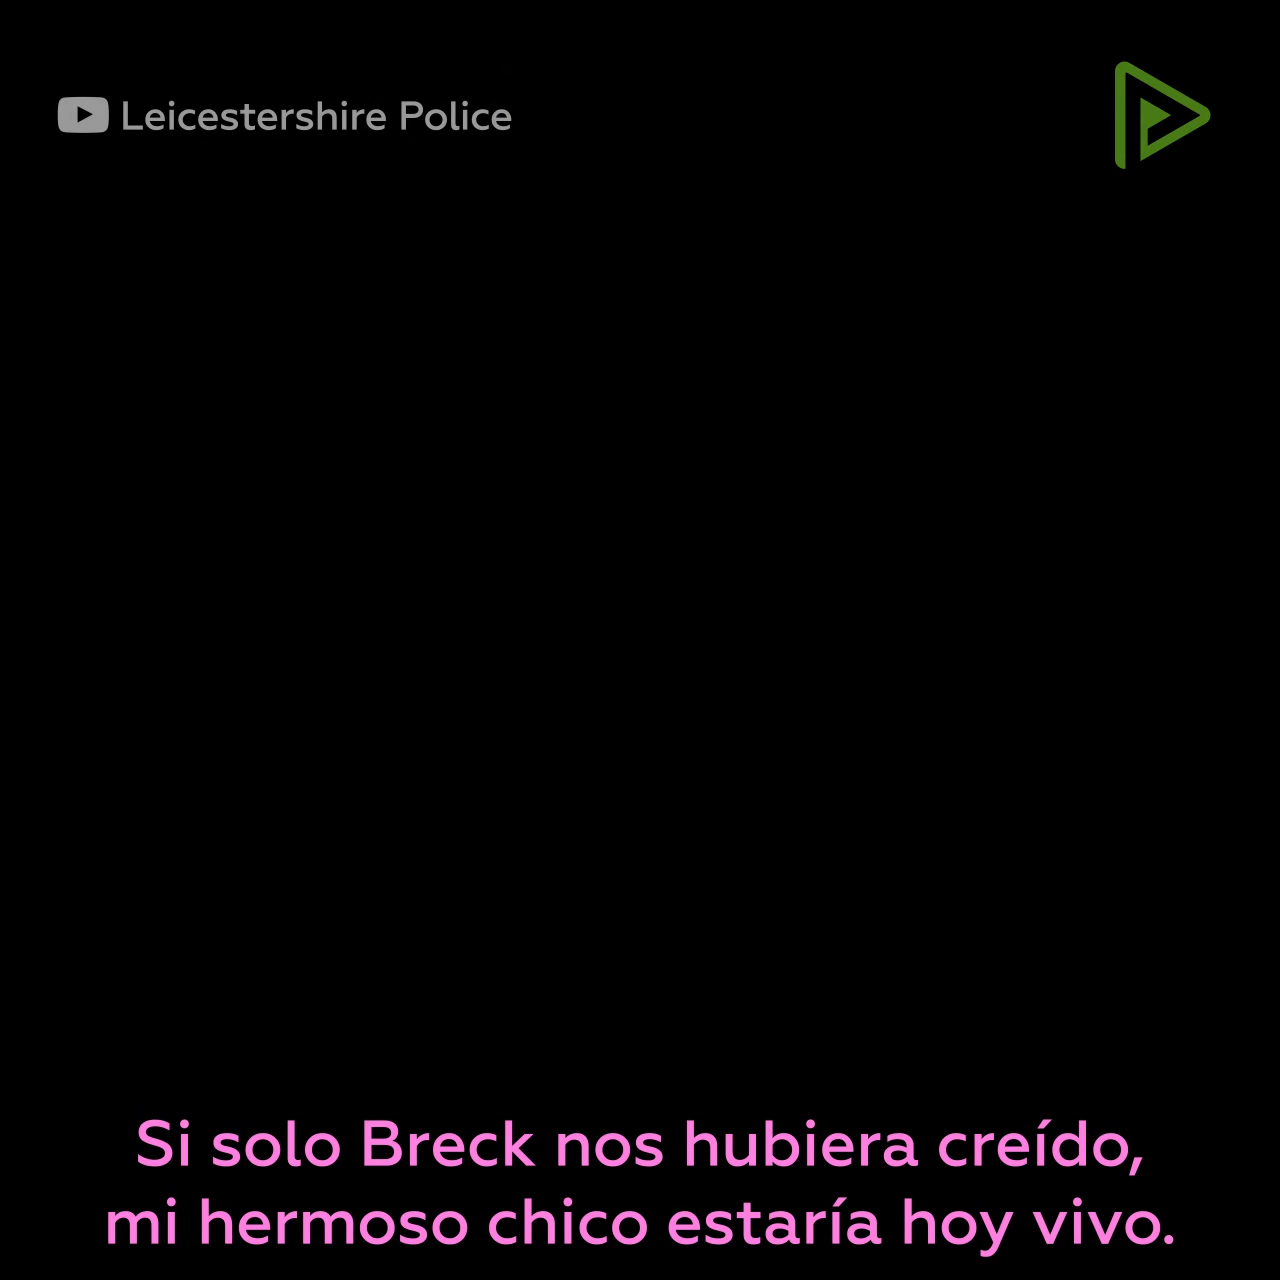 Leicestershire Police
Si solo Breck nos hubiera creído,
mi hermoso chico estaría hoy vivo.